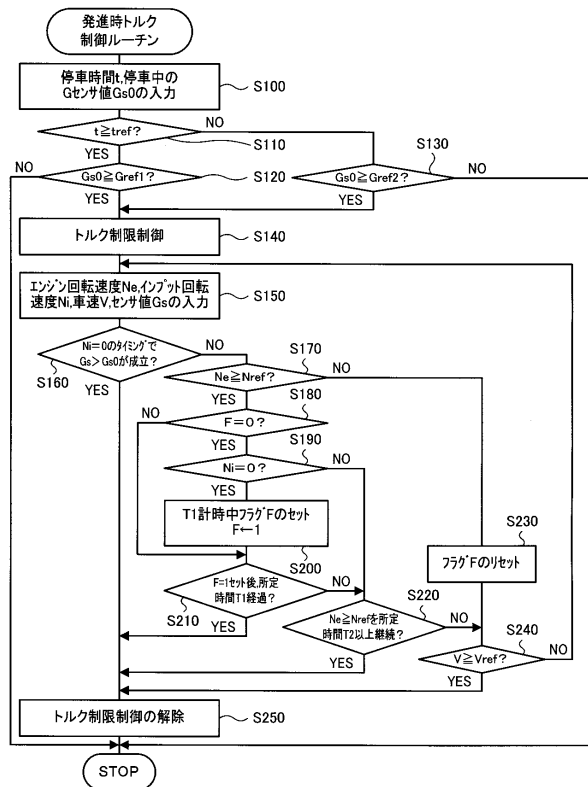 発進時トルク
制御ルーチン
停車時間t,停車中の
Gセンサ値Gs0の入力
S100
t≧tref?
NO
YES
S110
S130
NO
Gs0≧Gref1?
S120
YES
Gs0≧Gref2?
NO
YES
トルク制限制御
S140
エンジン回転速度Ne,インプット回転
速度Ni,車速V,センサ値Gsの入力
S150
Ni=0のタイミングで
Gs>Gs0が成立?
NO
S160
YES
S170
Ne≧Nref?
NO
YES
S180
NO
F=0?
YES
S190
Ni=0?
NO
YES
T1計時中フラグFのセット
F←1
S200
S230
フラグFのリセット
F=1セット後,所定
時間T1経過?
NO
S210
YES
S220
Ne≧Nrefを所定
時間T2以上継続?
NO
YES
S240
V≧Vref?
NO
YES
トルク制限制御の解除
S250
STOP